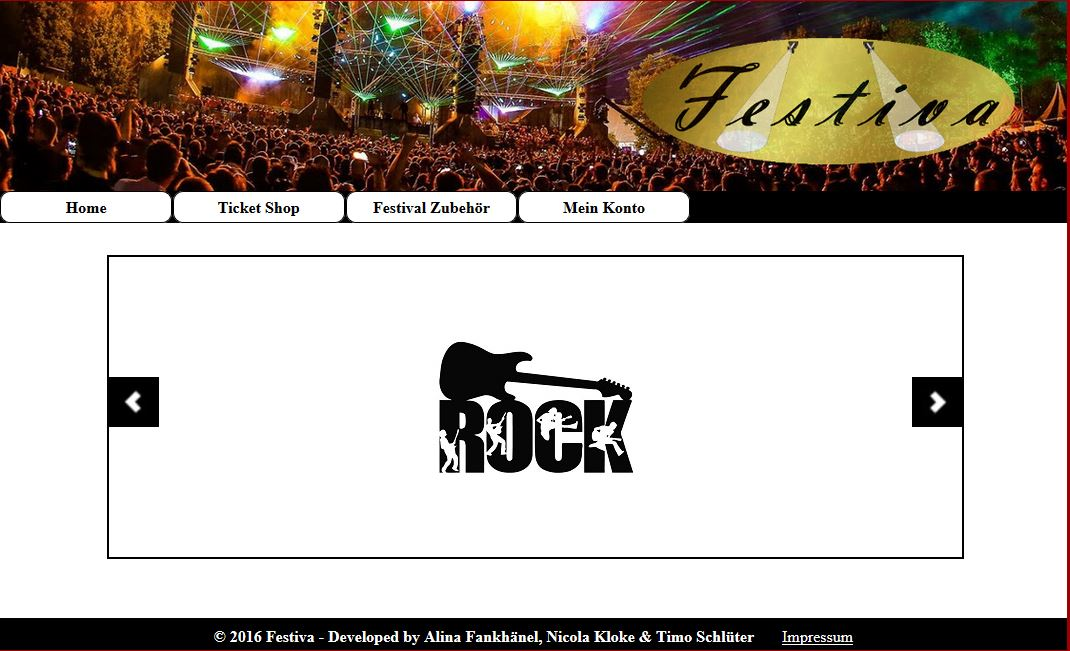 Festiva
Home Ticket Shop Festival Zubehör Mein Konto
ROCK
© 2016 Festiva - Developed by Alina Fankhänel, Nicola Kloke & Timo Schlüter Impressum